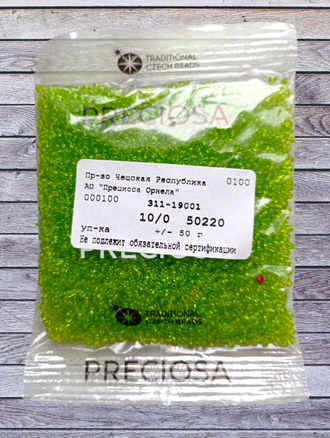 TRADITIONAL
CZECH BEADS
PRECIOSA
Пр-во Чешская Республика 0100
АО "Прециоса Орнела"
000100 311-19001
10/0 50220
уп-ка +/- 50 г
Не подлежит обязательной сертификации
PRECIOSA
TRADITIONAL
CZECH BEADS
PRECIOSA